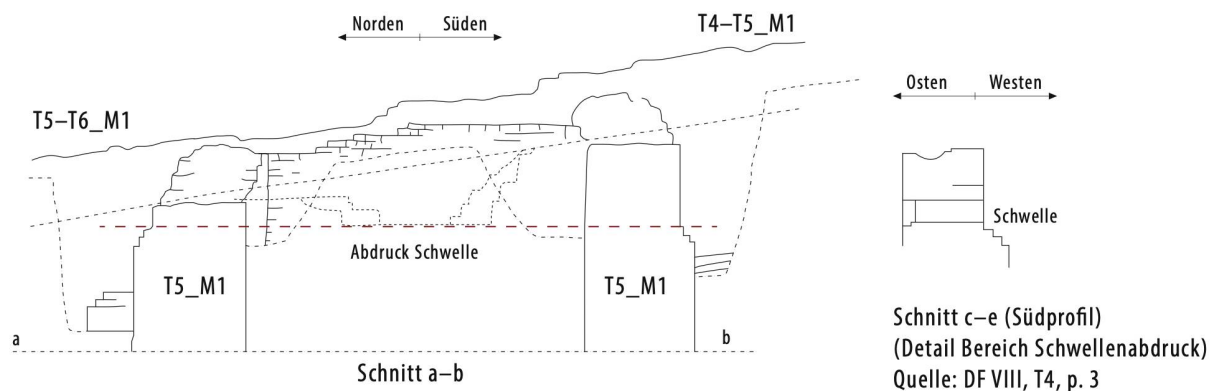 Norden Süden
T4–T5_M1
T5–T6_M1
Abdruck Schwelle
T5_M1
T5_M1
a
b
Schnitt a–b
Osten Westen
Schwelle
Schnitt c–e (Südprofil)
(Detail Bereich Schwellenabdruck)
Quelle: DF VIII, T4, p. 3